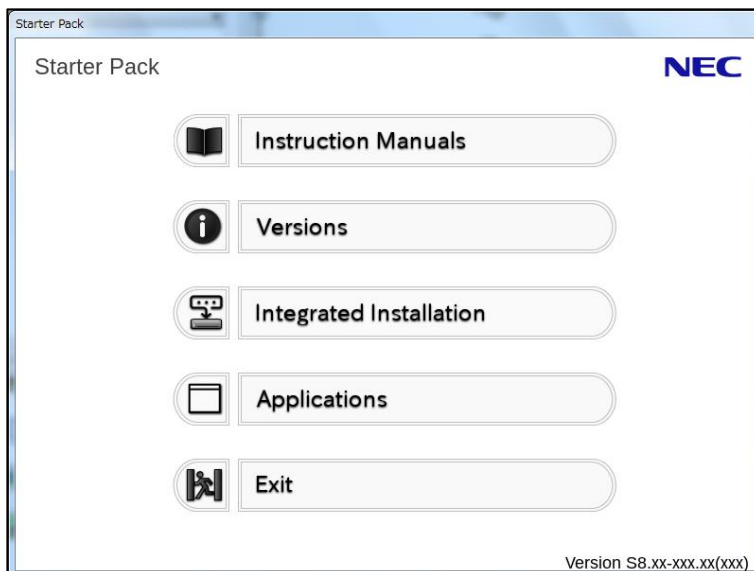 Starter Pack
Starter Pack
NEC
Instruction Manuals
Versions
Integrated Installation
Applications
Exit
Version S8.xx-xxx.xx(xxx)